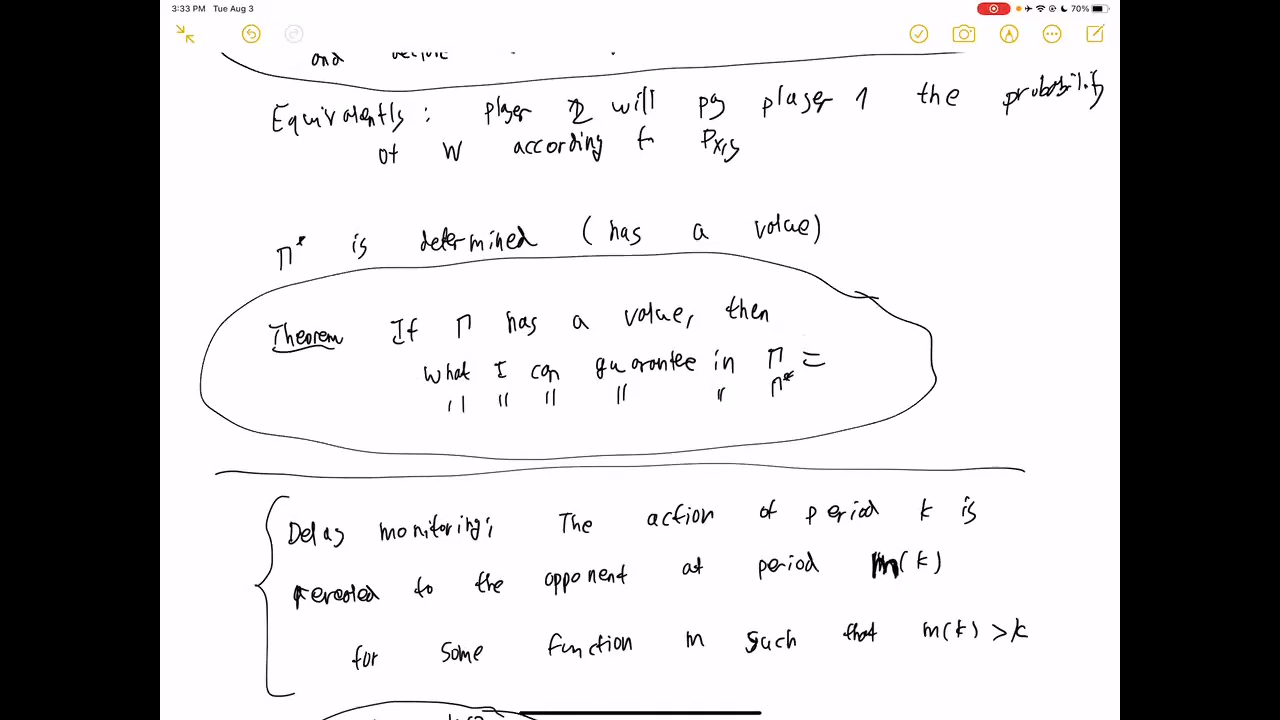 3:33 PM Tue Aug 3
70%
and
Equivalently: player 2 will pay player 1 the probability
of W according to Px,y
Π* is determined (has a value)
Theorem If Π has a value, then
what I can guarantee in Π =
" " " " " Π*
Delay monitoring: The action of period k is
revealed to the opponent at period m(k)
for some function m such that m(k) > k